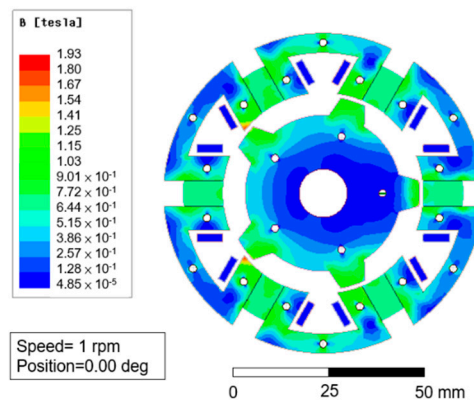 B [tesla]
1.93
1.80
1.67
1.54
1.41
1.25
1.15
1.03
9.01 × 10⁻¹
7.72 × 10⁻¹
6.44 × 10⁻¹
5.15 × 10⁻¹
3.86 × 10⁻¹
2.57 × 10⁻¹
1.28 × 10⁻¹
4.85 × 10⁻⁵
Speed= 1 rpm
Position=0.00 deg
0 25 50 mm